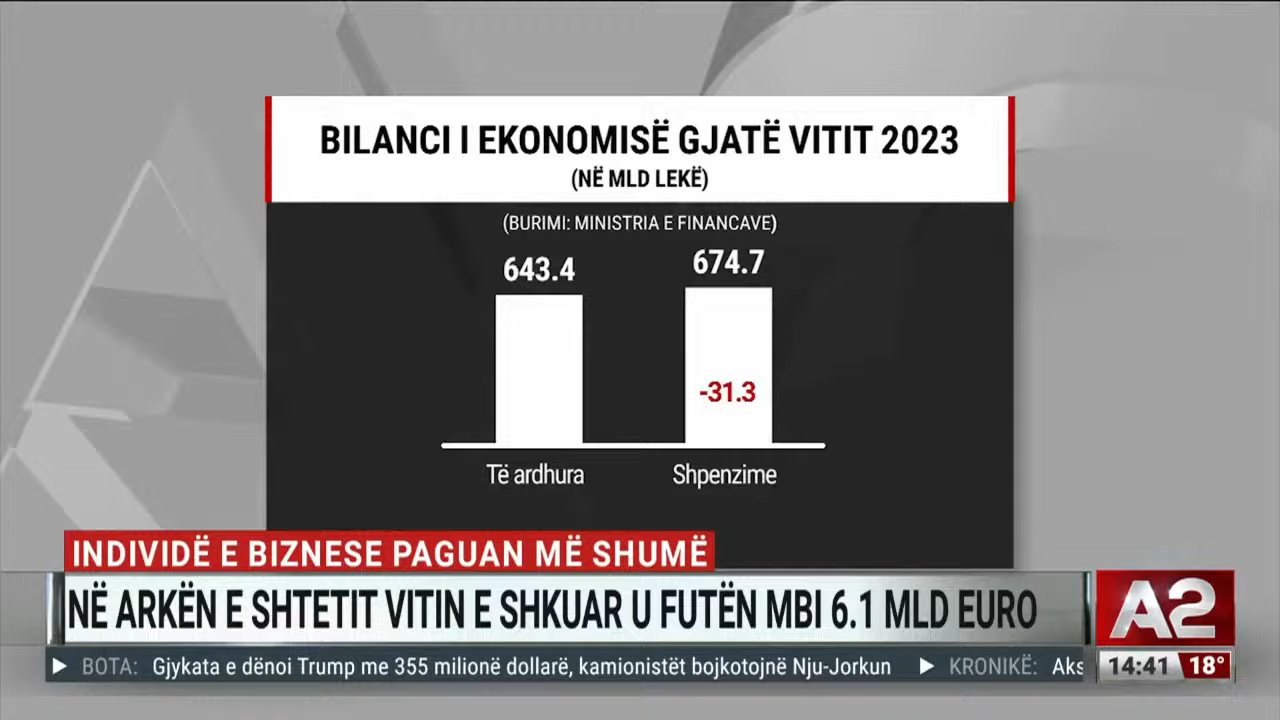 BILANCI I EKONOMISË GJATË VITIT 2023
(NË MLD LEKË)
(BURIMI: MINISTRIA E FINANCAVE)
643.4
674.7
-31.3
Të ardhura
Shpenzime
INDIVIDË E BIZNESE PAGUAN MË SHUMË
NË ARKËN E SHTETIT VITIN E SHKUAR U FUTËN MBI 6.1 MLD EURO
A2
BOTA: Gjykata e dënoi Trump me 355 milionë dollarë, kamionistët bojkotojnë Nju-Jorkun
KRONIKË: Aks
14:41 18°